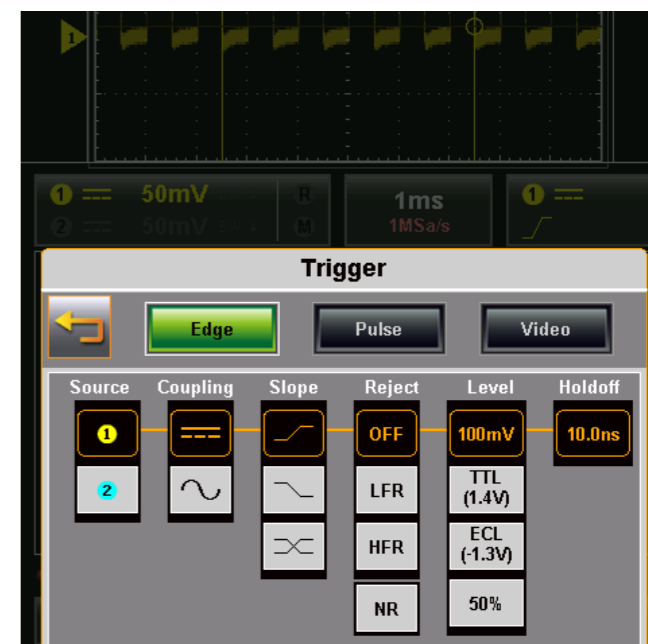 1
1 50mV R 1ms 1
2 50mV M 1MSa/s
Trigger
Edge Pulse Video
Source Coupling Slope Reject Level Holdoff
1 OFF 100mV 10.0ns
2 LFR TTL
(1.4V)
HFR ECL
(-1.3V)
NR 50%